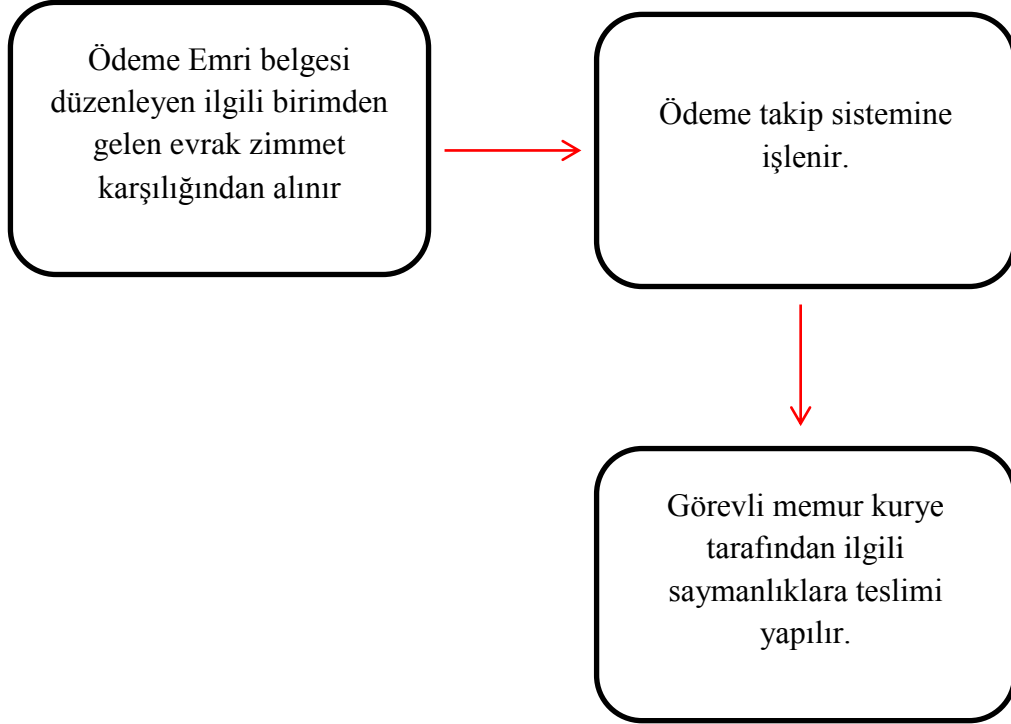 Ödeme Emri belgesi
düzenleyen ilgili birimden
gelen evrak zimmet
karşılığından alınır
Ödeme takip sistemine
işlenir.
Görevli memur kurye
tarafından ilgili
saymanlıklara teslimi
yapılır.